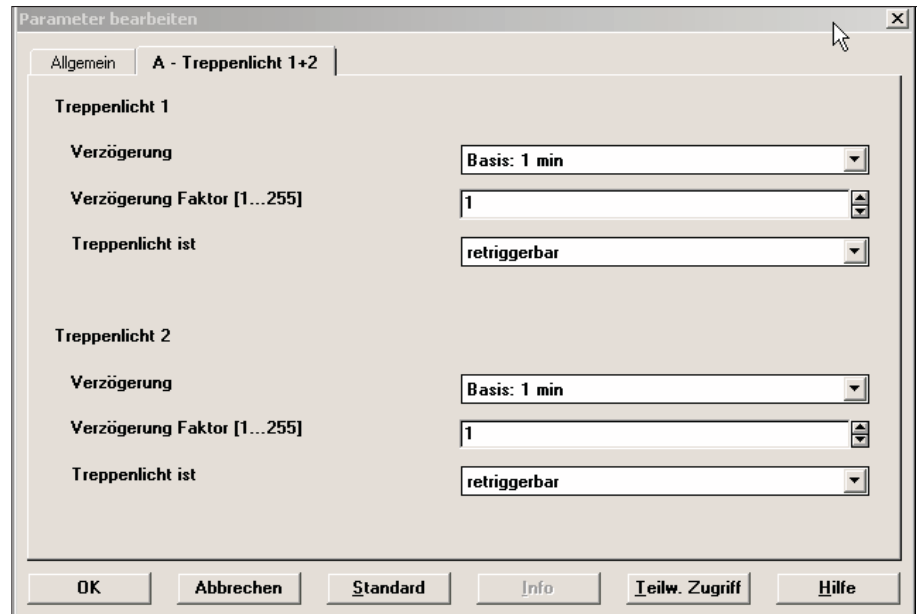 Parameter bearbeiten
Allgemein A - Treppenlicht 1+2
Treppenlicht 1
Verzögerung Basis: 1 min
Verzögerung Faktor [1...255] 1
Treppenlicht ist retriggerbar
Treppenlicht 2
Verzögerung Basis: 1 min
Verzögerung Faktor [1...255] 1
Treppenlicht ist retriggerbar
OK Abbrechen Standard Info Teilw. Zugriff Hilfe